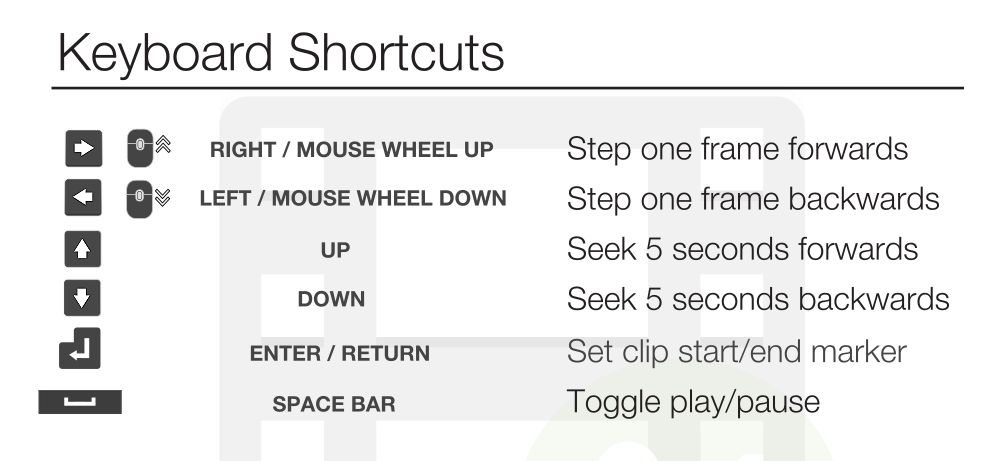 Keyboard Shortcuts
RIGHT / MOUSE WHEEL UP Step one frame forwards
LEFT / MOUSE WHEEL DOWN Step one frame backwards
UP Seek 5 seconds forwards
DOWN Seek 5 seconds backwards
ENTER / RETURN Set clip start/end marker
SPACE BAR Toggle play/pause